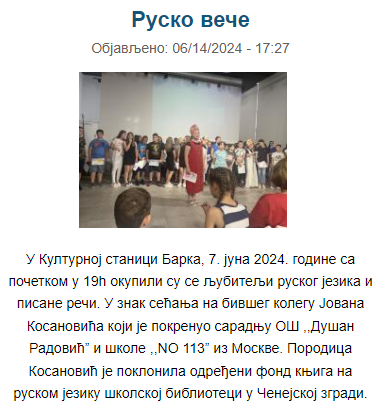 Руско вече
Објављено: 06/14/2024 - 17:27
У Културној станици Барка, 7. јуна 2024. године са
почетком у 19h окупили су се љубитељи руског језика и
писане речи. У знак сећања на бившег колегу Јована
Косановића који је покренуо сарадњу ОШ ,,Душан
Радовић” и школе ,,NO 113” из Москве. Породица
Косановић је поклонила одређени фонд књига на
руском језику школској библиотеци у Ченејској згради.